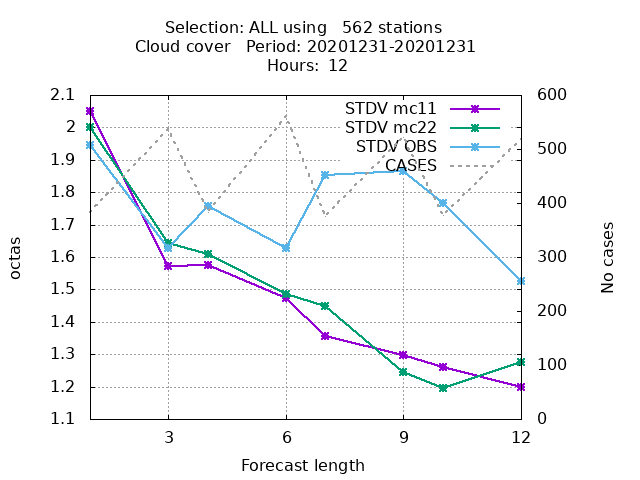 Selection: ALL using   562 stations
Cloud cover   Period: 20201231-20201231
Hours: 12
2.1
2
1.9
1.8
1.7
1.6
1.5
1.4
1.3
1.2
1.1
600
500
400
300
200
100
0
STDV mc11
STDV mc22
STDV OBS
CASES
octas
No cases
3
6
9
12
Forecast length